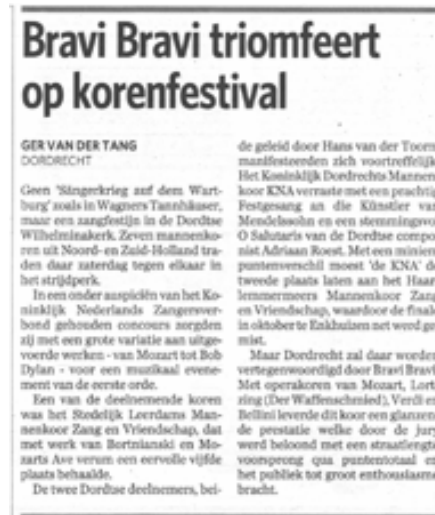 Bravi Bravi triomfeert
op korenfestival
GER VAN DER TANG
DORDRECHT
Geen 'Sängerkrieg auf dem Wart-
burg' zoals in Wagners Tannhäuser,
maar een zangfestijn in de Dordtse
Wilhelminakerk. Zeven mannenko-
ren uit Noord- en Zuid-Holland tra-
den daar zaterdag tegen elkaar in
het strijdperk.
In een onder auspiciën van het Ko-
ninklijk Nederlands Zangersver-
bond gehouden concours zorgden
zij met een grote variatie aan uitge-
voerde werken - van Mozart tot Bob
Dylan - voor een muzikaal evene-
ment van de eerste orde.
Een van de deelnemende koren
was het Stedelijk Leerdams Man-
nenkoor Zang en Vriendschap, dat
met werk van Bortnianski en Mo-
zarts Ave verum een eervolle vijfde
plaats behaalde.
De twee Dordtse deelnemers, bei-
de geleid door Hans van der Toorn
manifesteerden zich voortreffelijk
Het Koninklijk Dordrechts Mannen
koor KNA verraste met een prachtig
Festgesang an die Künstler van
Mendelssohn en een stemmingsvo
O Salutaris van de Dordtse compo
nist Adriaan Roest. Met een miniem
puntenverschil moest 'de KNA' de
tweede plaats laten aan het Haar
lemmermeers Mannenkoor Zang
en Vriendschap, waardoor de finale
in oktober te Enkhuizen net werd ge
mist.
Maar Dordrecht zal daar worden
vertegenwoordigd door Bravi Bravi
Met operakoren van Mozart, Lort
zing (Der Waffenschmied), Verdi en
Bellini leverde dit koor een glanzen
de prestatie welke door de jury
werd beloond met een straatlengte
voorsprong qua puntentotaal en
het publiek tot groot enthousiasme
bracht.